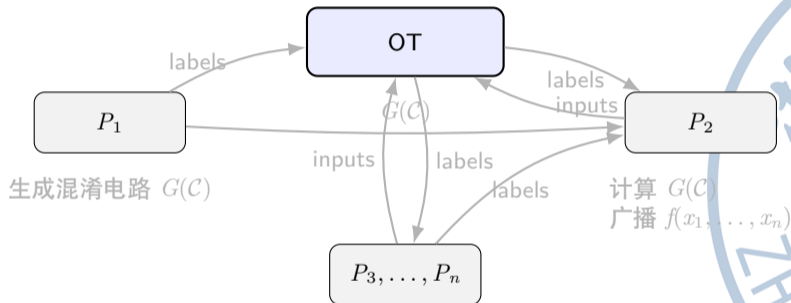 OT
labels
labels
inputs
P₁
G(𝒞)
P₂
inputs
labels
labels
生成混淆电路 G(𝒞)
计算 G(𝒞)
广播 f(x₁, . . . , xₙ)
P₃, . . . , Pₙ
ZH